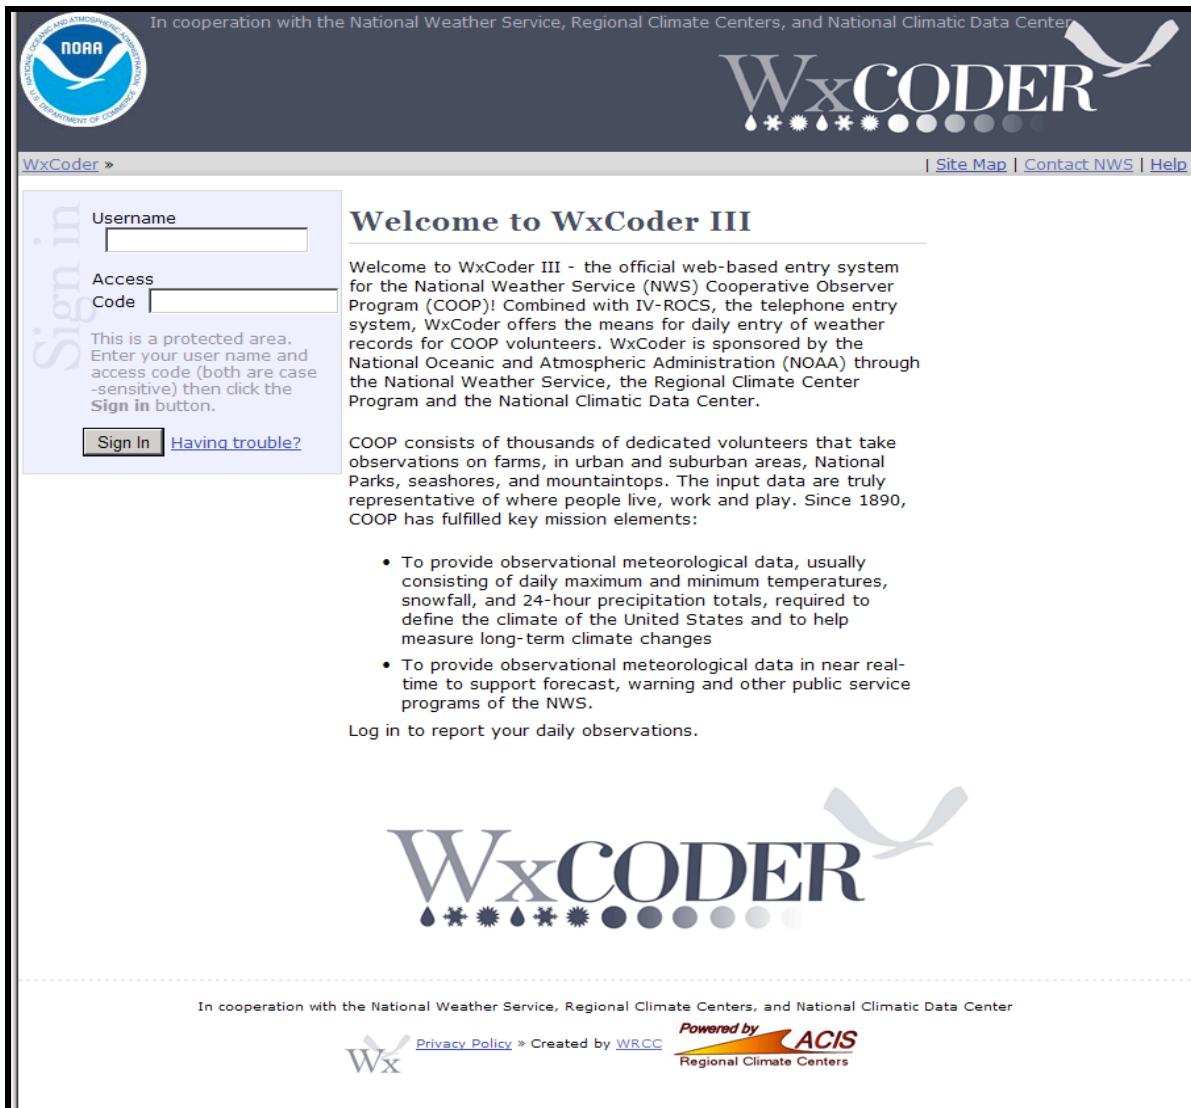 In cooperation with the National Weather Service, Regional Climate Centers, and National Climatic Data Center
NATIONAL OCEANIC AND ATMOSPHERIC ADMINISTRATION
NOAA
U.S. DEPARTMENT OF COMMERCE
WxCODER
WxCoder »
| Site Map | Contact NWS | Help
Sign in
Username
Access
Code
This is a protected area.
Enter your user name and
access code (both are case
-sensitive) then click the
Sign in button.
Sign In Having trouble?
Welcome to WxCoder III
Welcome to WxCoder III - the official web-based entry system
for the National Weather Service (NWS) Cooperative Observer
Program (COOP)! Combined with IV-ROCS, the telephone entry
system, WxCoder offers the means for daily entry of weather
records for COOP volunteers. WxCoder is sponsored by the
National Oceanic and Atmospheric Administration (NOAA) through
the National Weather Service, the Regional Climate Center
Program and the National Climatic Data Center.
COOP consists of thousands of dedicated volunteers that take
observations on farms, in urban and suburban areas, National
Parks, seashores, and mountaintops. The input data are truly
representative of where people live, work and play. Since 1890,
COOP has fulfilled key mission elements:
• To provide observational meteorological data, usually
consisting of daily maximum and minimum temperatures,
snowfall, and 24-hour precipitation totals, required to
define the climate of the United States and to help
measure long-term climate changes
• To provide observational meteorological data in near real-
time to support forecast, warning and other public service
programs of the NWS.
Log in to report your daily observations.
WxCODER
In cooperation with the National Weather Service, Regional Climate Centers, and National Climatic Data Center
Wx
Privacy Policy » Created by WRCC
Powered by ACIS
Regional Climate Centers